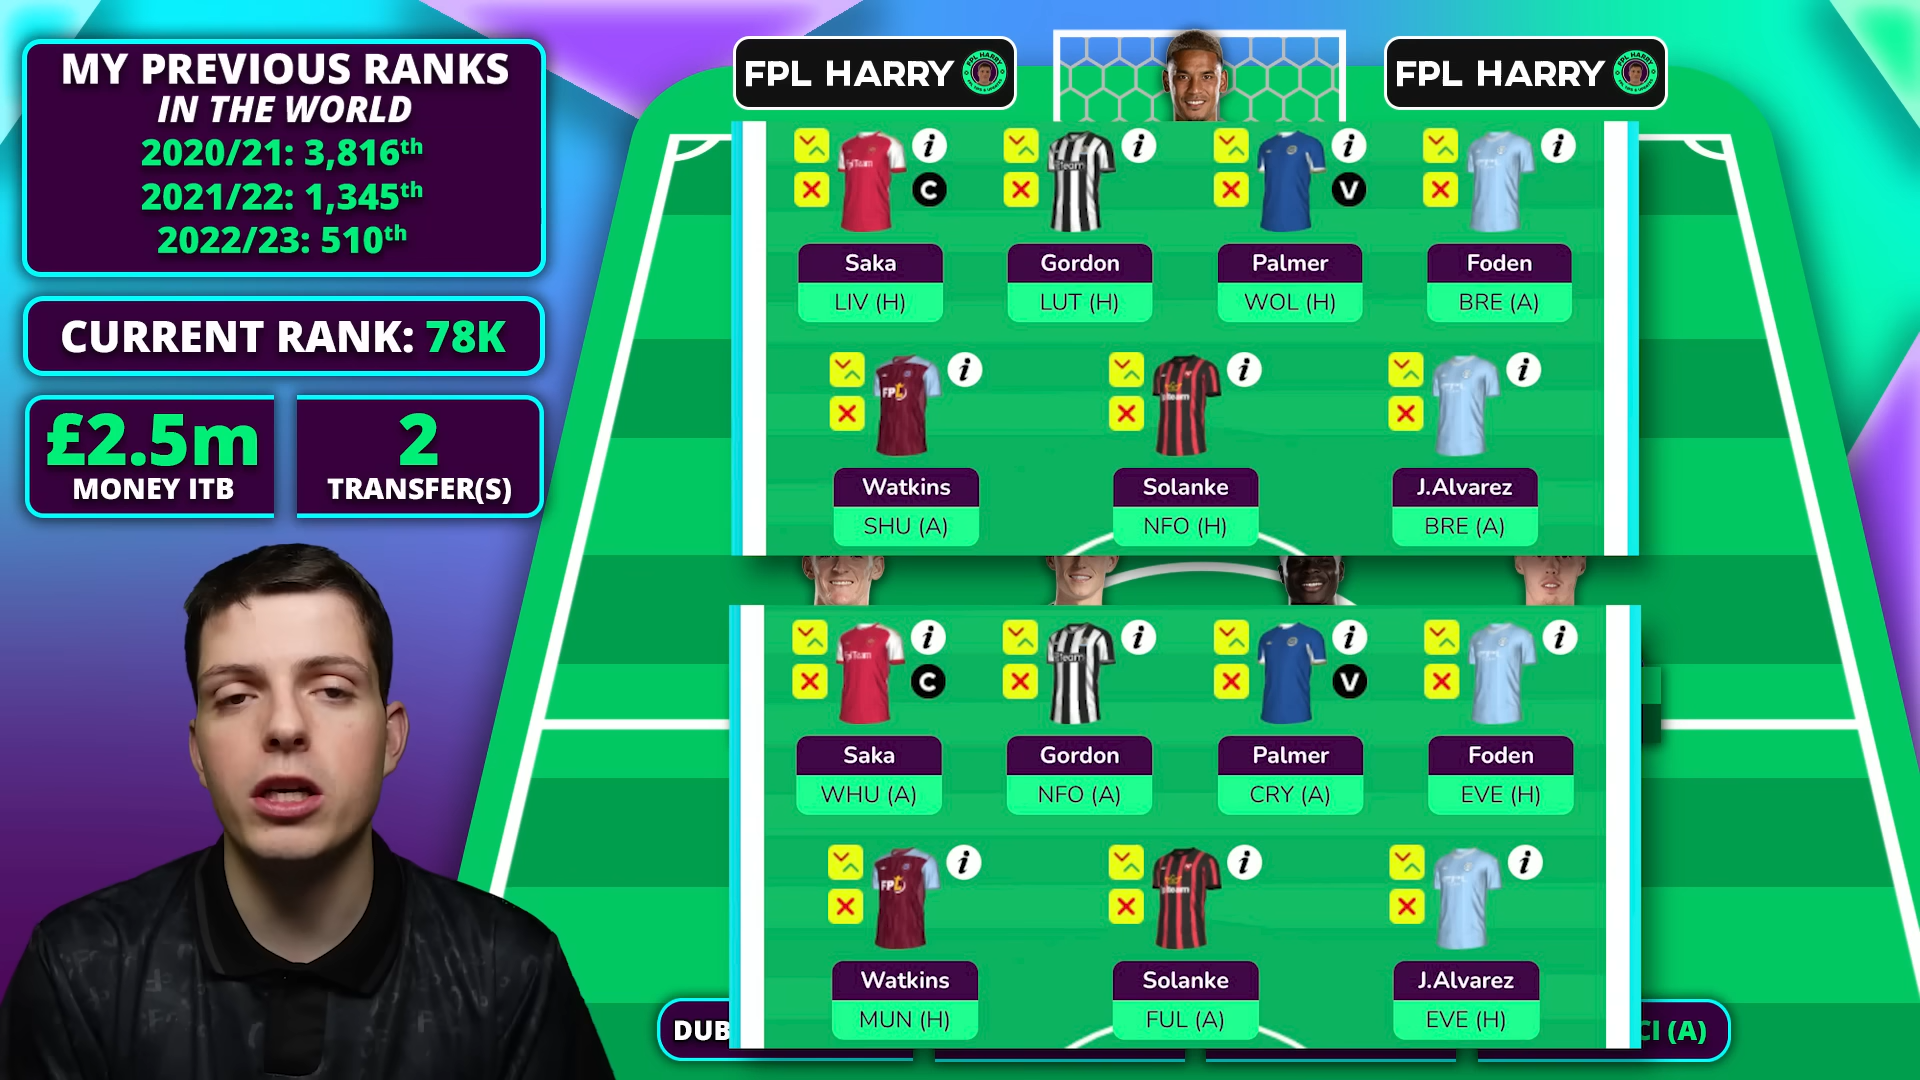 MY PREVIOUS RANKS
IN THE WORLD
2020/21: 3,816th
2021/22: 1,345th
2022/23: 510th
CURRENT RANK: 78K
£2.5m
MONEY ITB
2
TRANSFER(S)
FPL HARRY
FPL HARRY
C
V
Saka
Gordon
Palmer
Foden
LIV (H)
LUT (H)
WOL (H)
BRE (A)
FPL
Watkins
Solanke
J.Alvarez
SHU (A)
NFO (H)
BRE (A)
C
V
Saka
Gordon
Palmer
Foden
WHU (A)
NFO (A)
CRY (A)
EVE (H)
FPL
Watkins
Solanke
J.Alvarez
MUN (H)
FUL (A)
EVE (H)
DUB
CI (A)